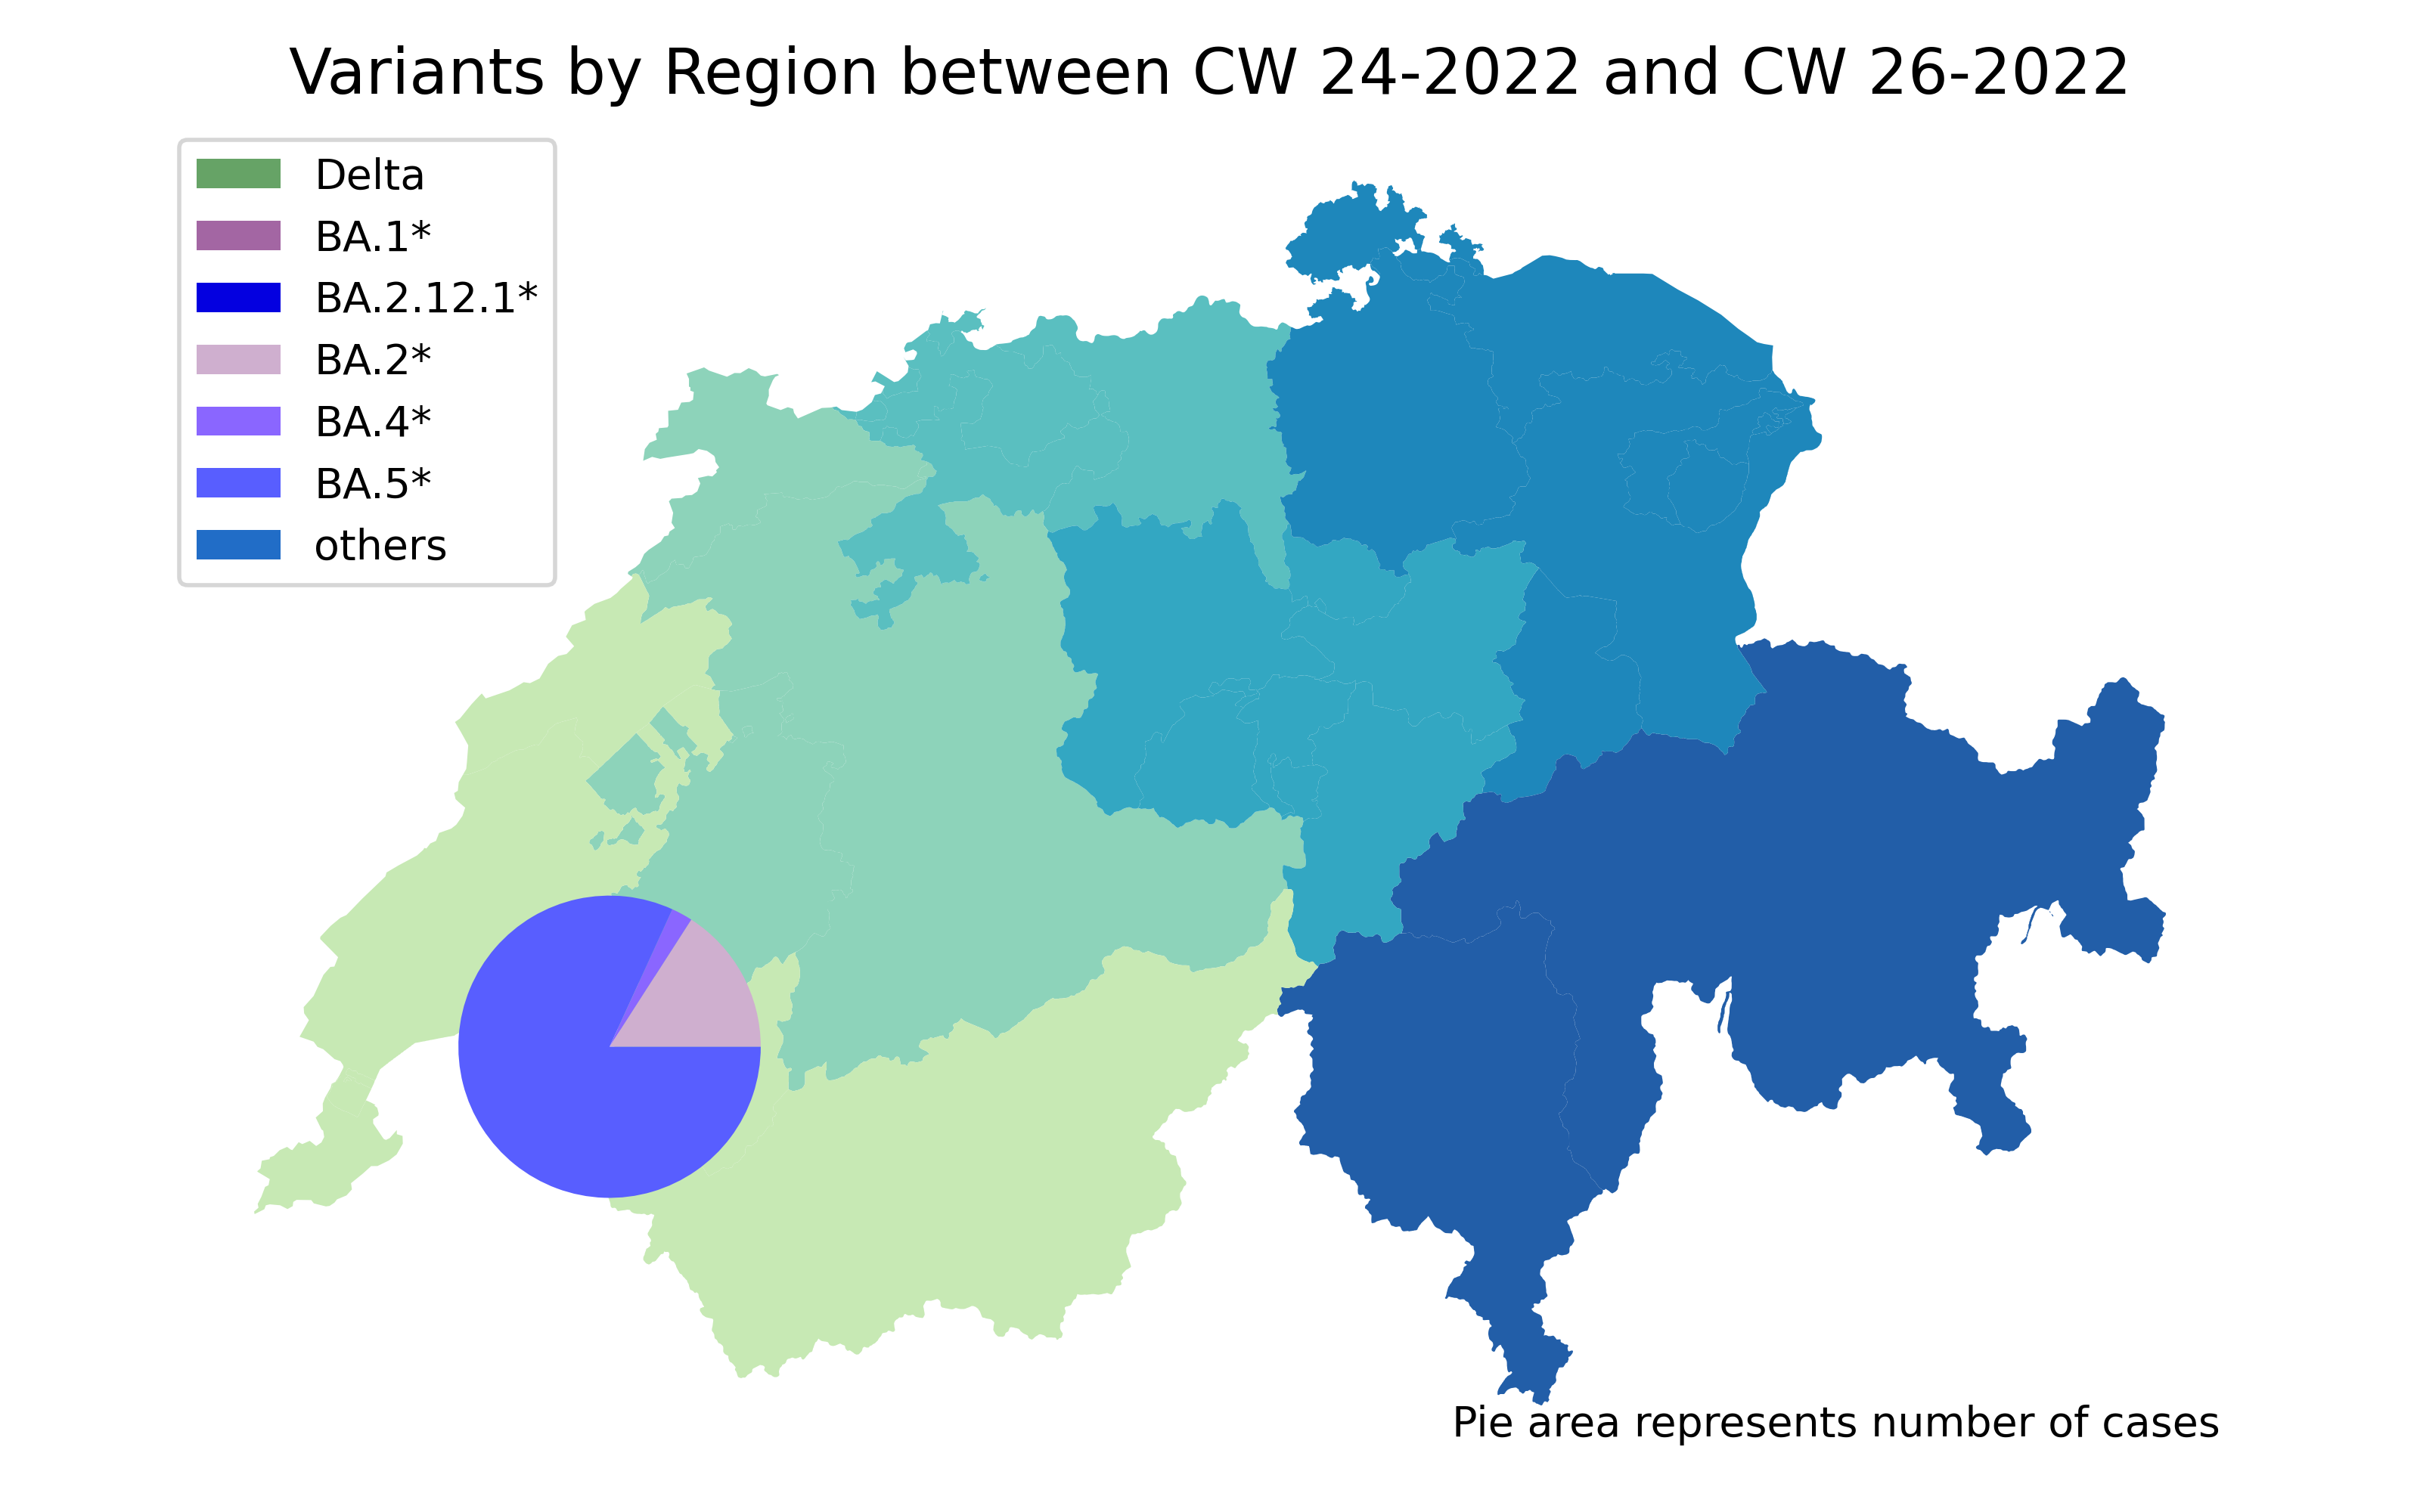 Variants by Region between CW 24-2022 and CW 26-2022
Delta
BA.1*
BA.2.12.1*
BA.2*
BA.4*
BA.5*
others
Pie area represents number of cases